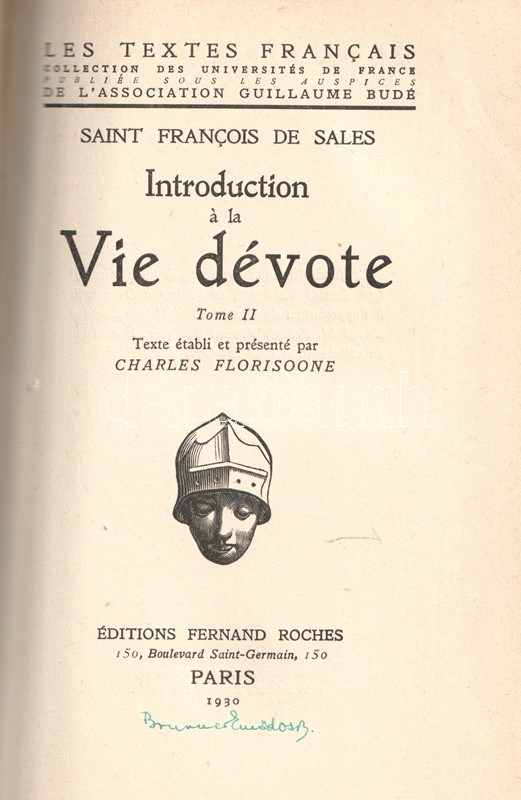 LES TEXTES FRANÇAIS
COLLECTION DES UNIVERSITÉS DE FRANCE
PUBLIÉE SOUS LES AUSPICES
DE L'ASSOCIATION GUILLAUME BUDÉ
SAINT FRANÇOIS DE SALES
Introduction
à la
Vie dévote
Tome II
Texte établi et présenté par
CHARLES FLORISOONE
databanth
ÉDITIONS FERNAND ROCHES
150, Boulevard Saint-Germain, 150
PARIS
1930